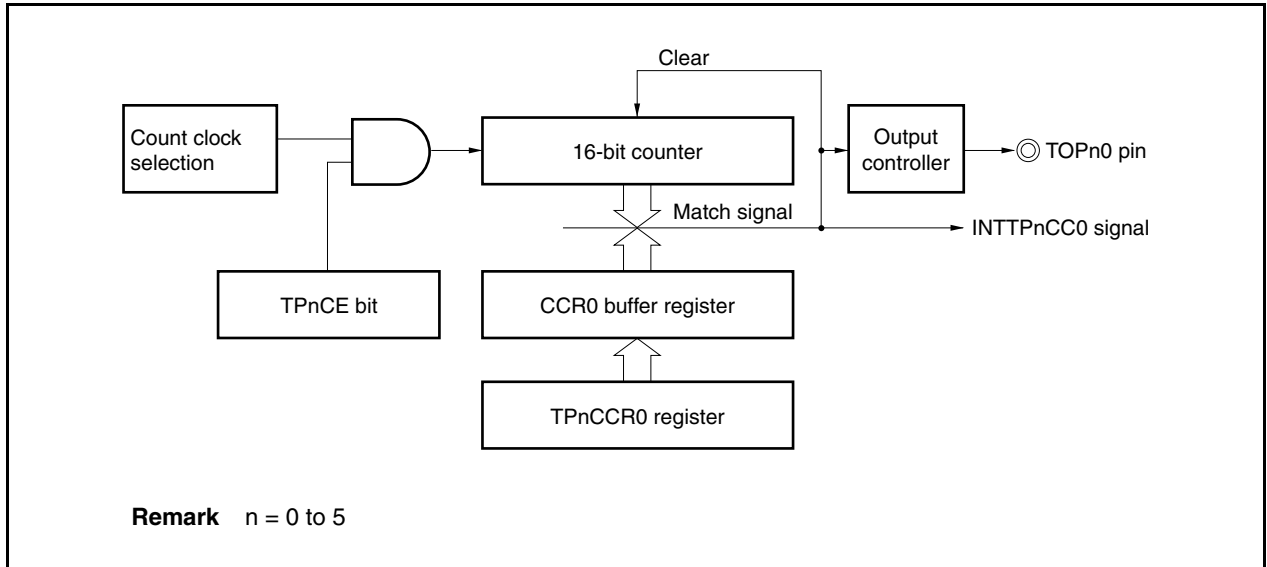 Clear
Count clock
selection
16-bit counter
Output
controller
TOPn0 pin
Match signal
INTTPnCC0 signal
TPnCE bit
CCR0 buffer register
TPnCCR0 register
Remark n = 0 to 5